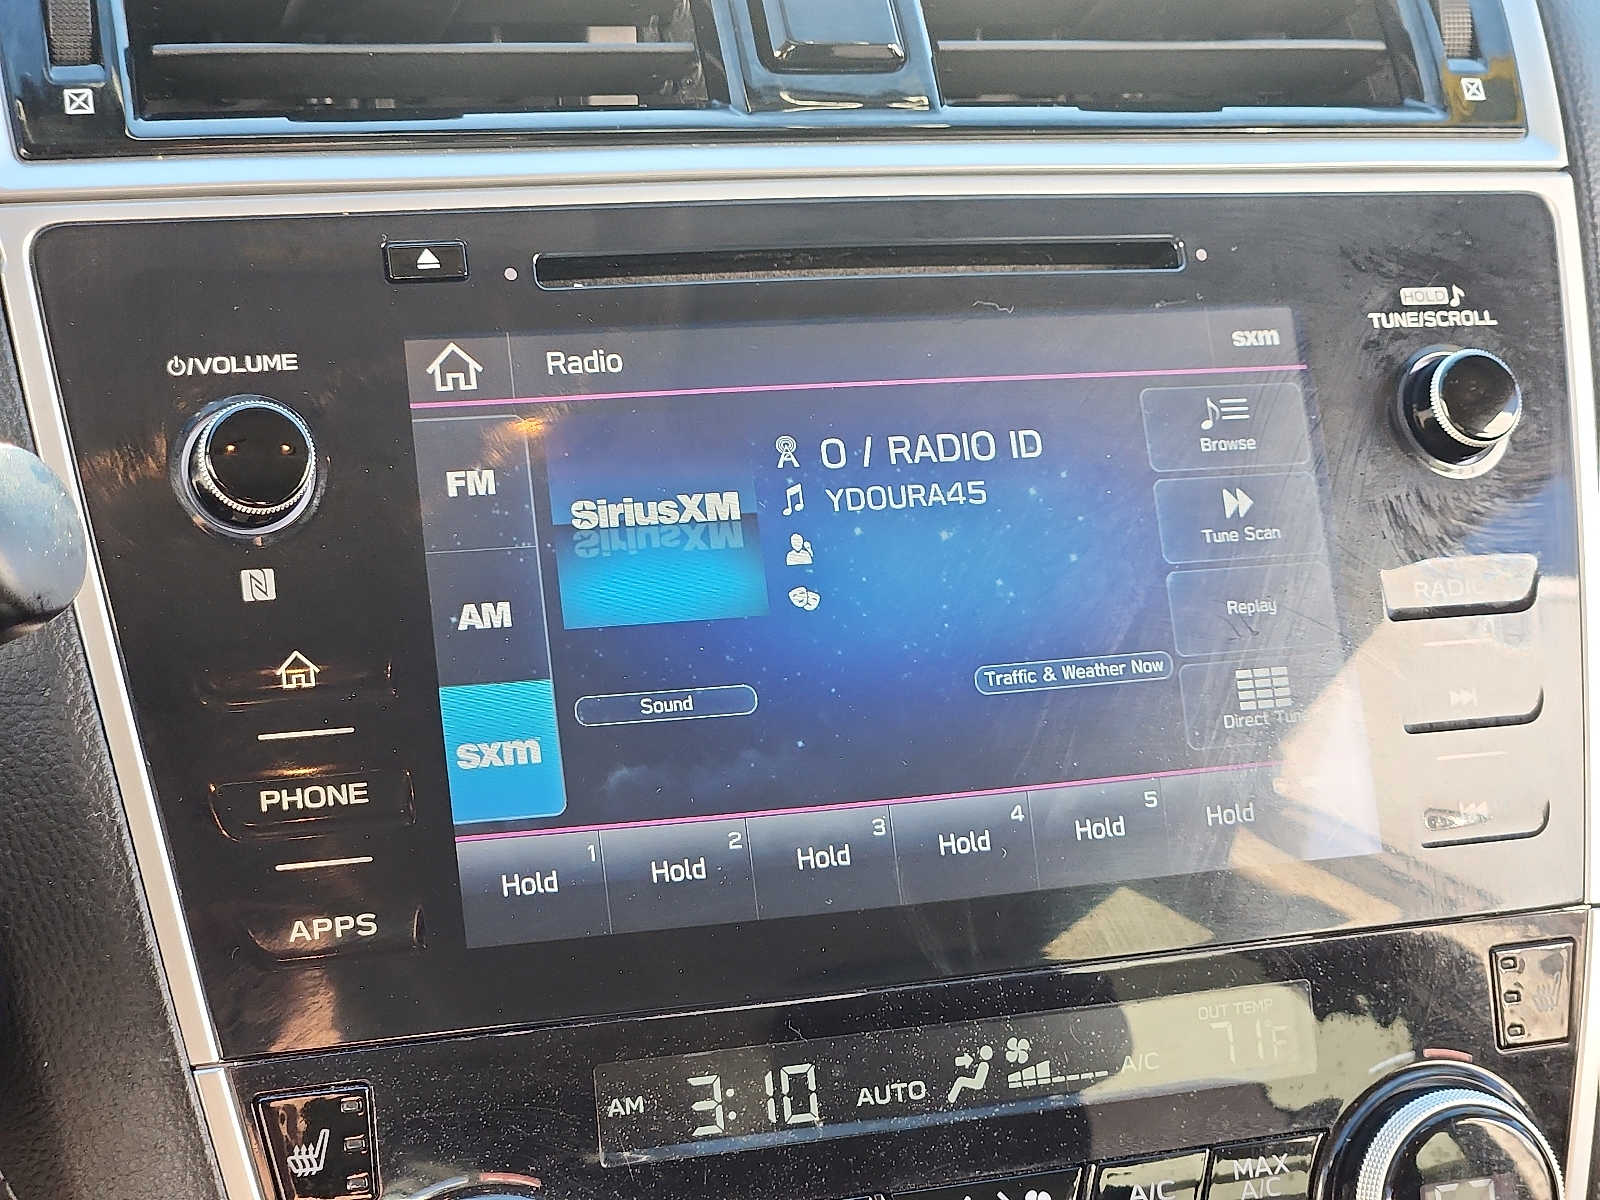 HOLD
TUNE/SCROLL
/VOLUME
Radio
sxm
FM
AM
sxm
SiriusXM
0 / RADIO ID
YDOURA45
Browse
Tune Scan
Replay
Direct Tune
Sound
Traffic & Weather Now
1
Hold
2
Hold
3
Hold
4
Hold
5
Hold
Hold
N
PHONE
APPS
RADIO
AM 3:10
AUTO
A/C
OUT TEMP
71°F
A/C
MAX
A/C